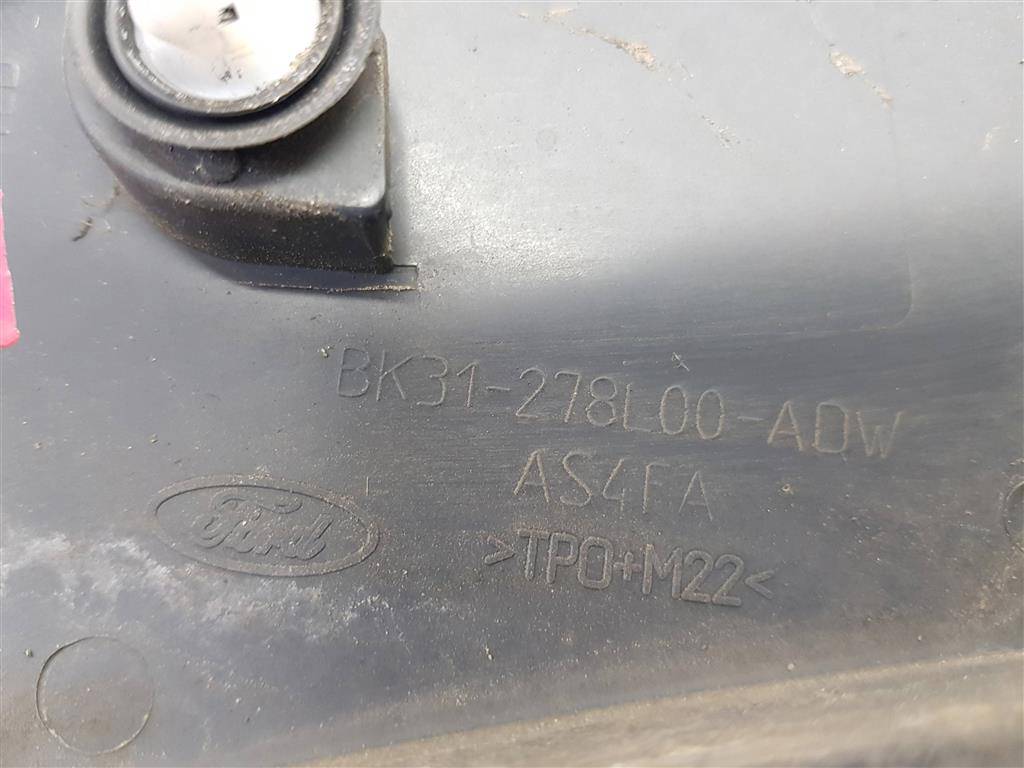 BK31-278L00-ADW
AS4FA
Ford
>TPO+M22<